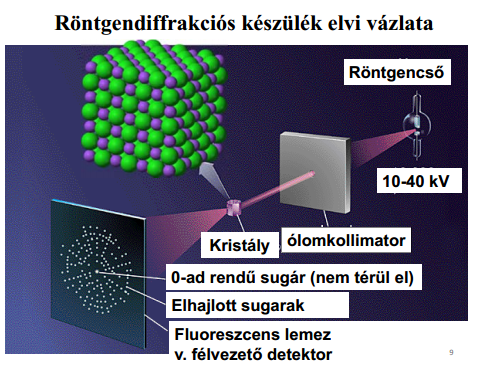 Röntgendiffrakciós készülék elvi vázlata
Röntgencső
10-40 kV
ólomkollimator
Kristály
0-ad rendű sugár (nem térül el)
Elhajlott sugarak
Fluoreszcens lemez
v. félvezető detektor
9